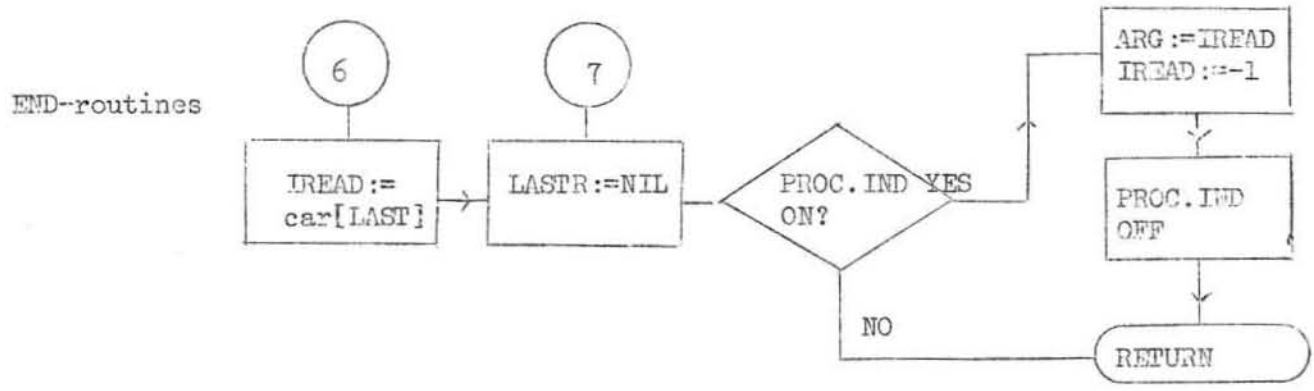 END-routines
6
IREAD:=
car[LAST]
7
LASTR:=NIL
PROC.IND YES
ON?
NO
ARG:=IREAD
IREAD:=-1
PROC.IND
OFF
RETURN